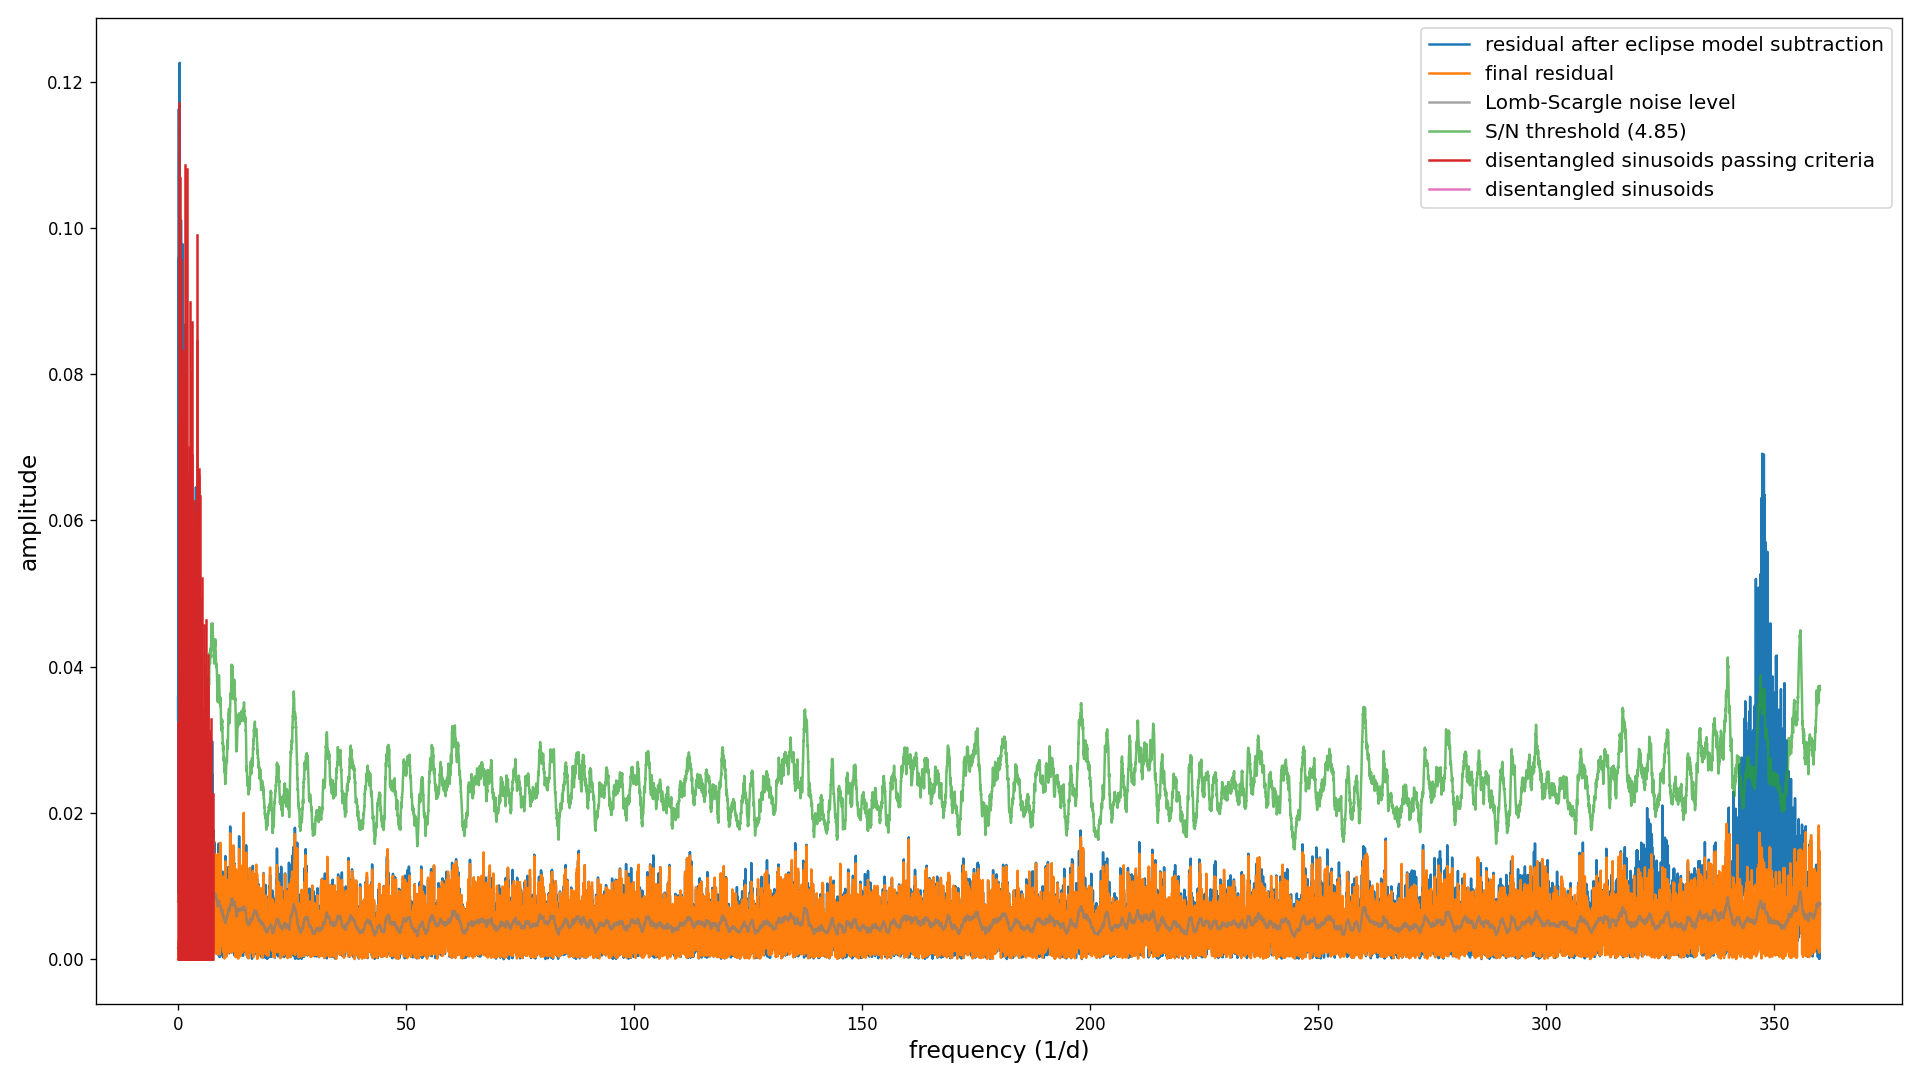 residual after eclipse model subtraction
final residual
Lomb-Scargle noise level
S/N threshold (4.85)
disentangled sinusoids passing criteria
disentangled sinusoids
0.12
0.10
0.08
0.06
0.04
0.02
0.00
amplitude
0 50 100 150 200 250 300 350
frequency (1/d)